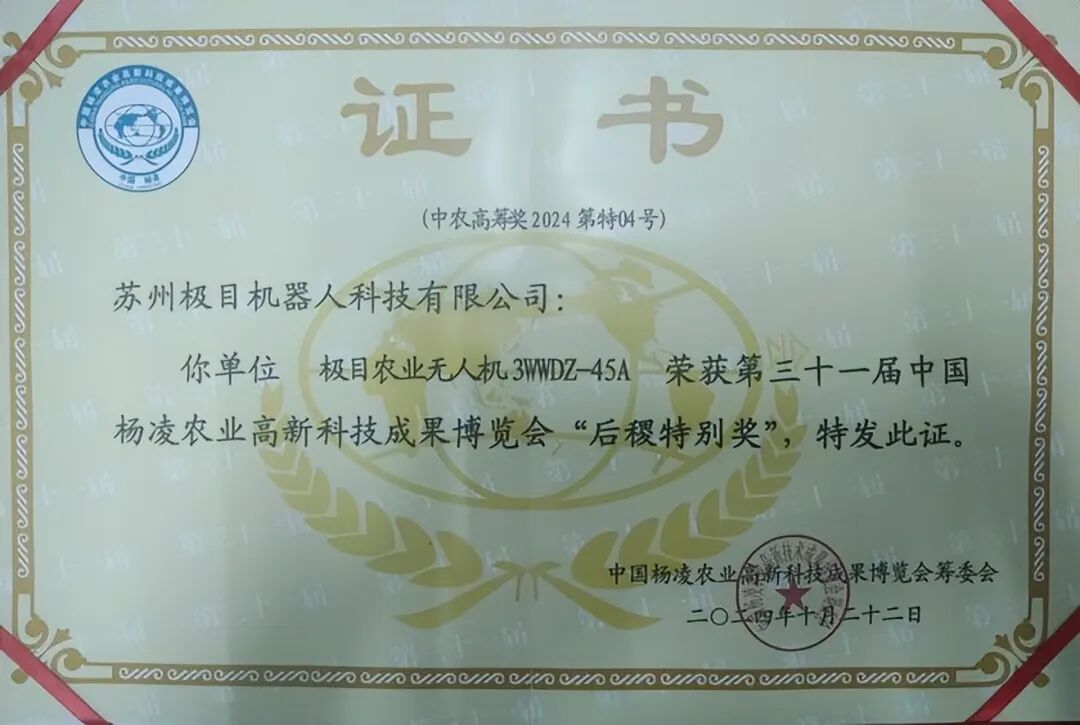 证 书
(中农高筹奖2024第特04号)
苏州极目机器人科技有限公司:
你单位 极目农业无人机3WWDZ-45A 荣获第三十一届中国
杨凌农业高新科技成果博览会“后稷特别奖”,特发此证。
中国杨凌农业高新科技成果博览会筹委会
二〇二四年十月二十二日